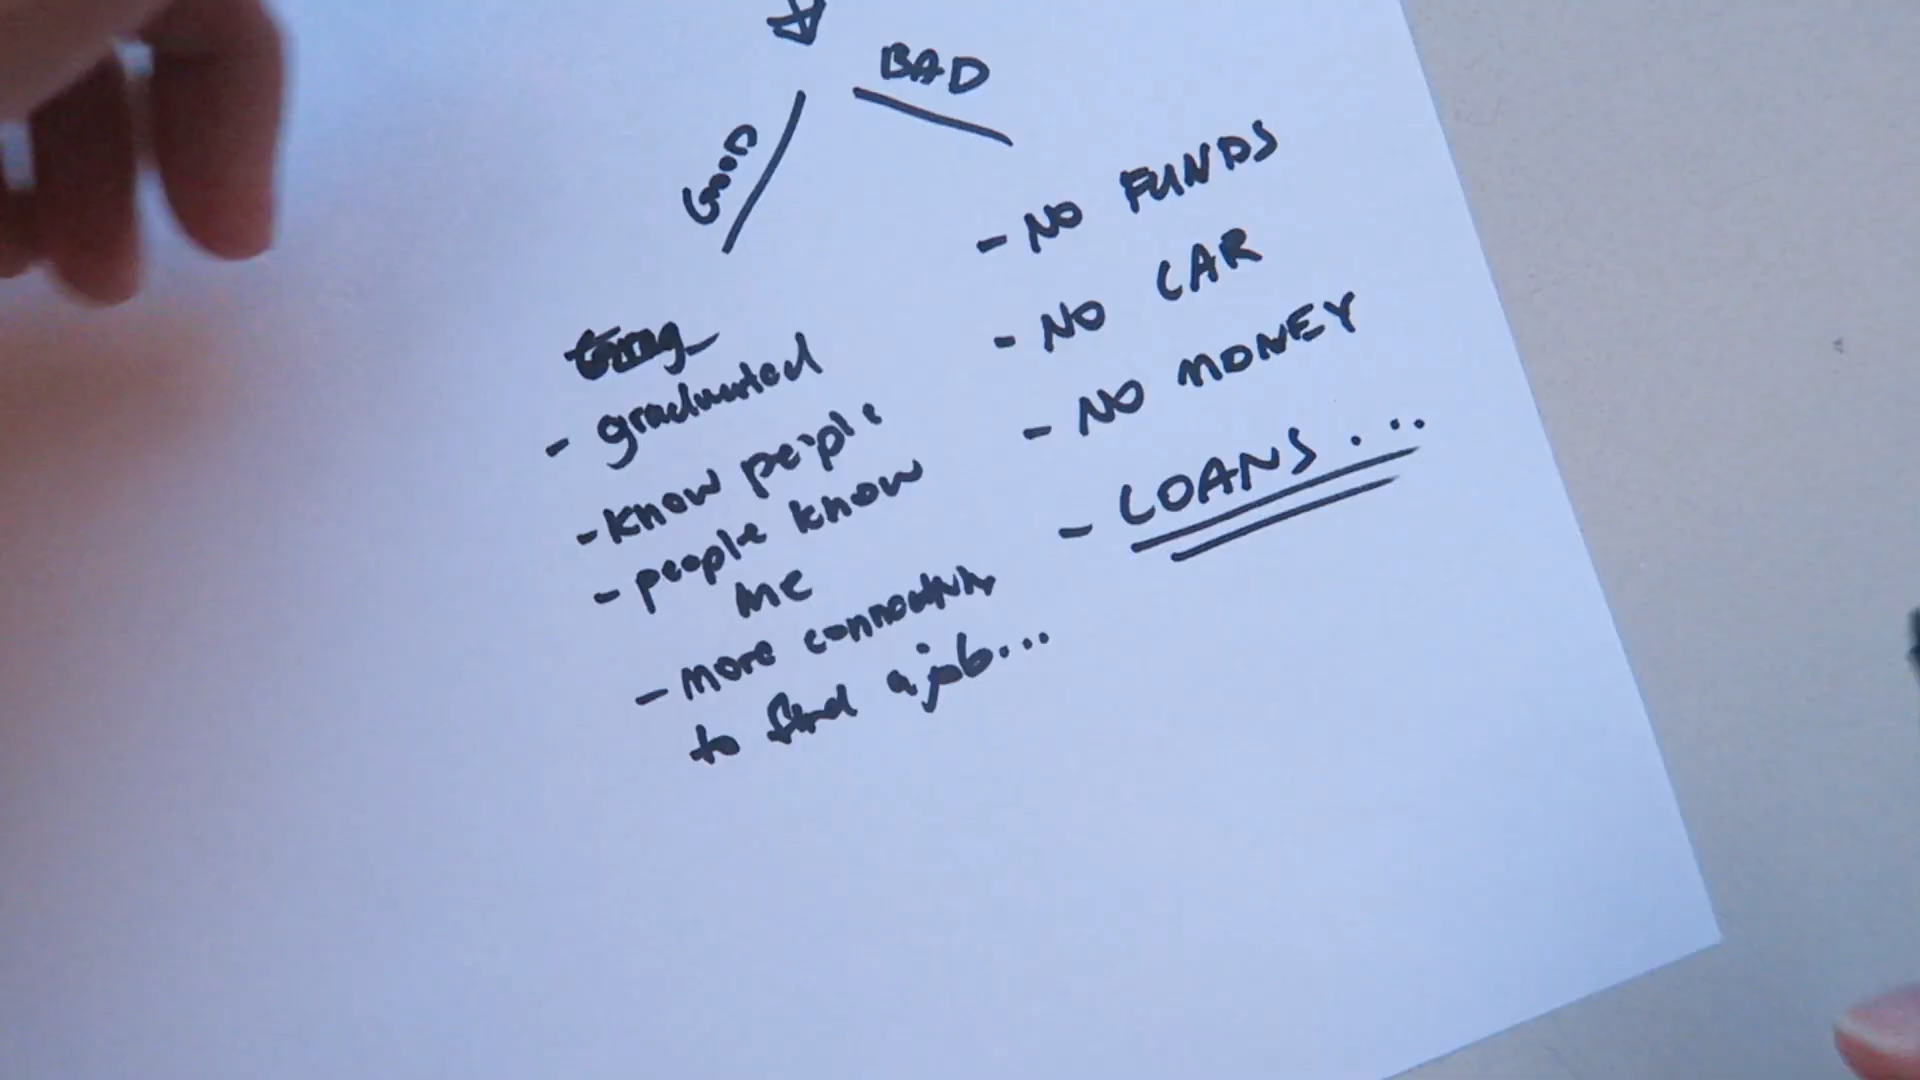 BAD
GOOD
- graduated
- know people
- people know
me
- more connections
to find a job...
- NO FUNDS
- NO CAR
- NO MONEY
- LOANS...